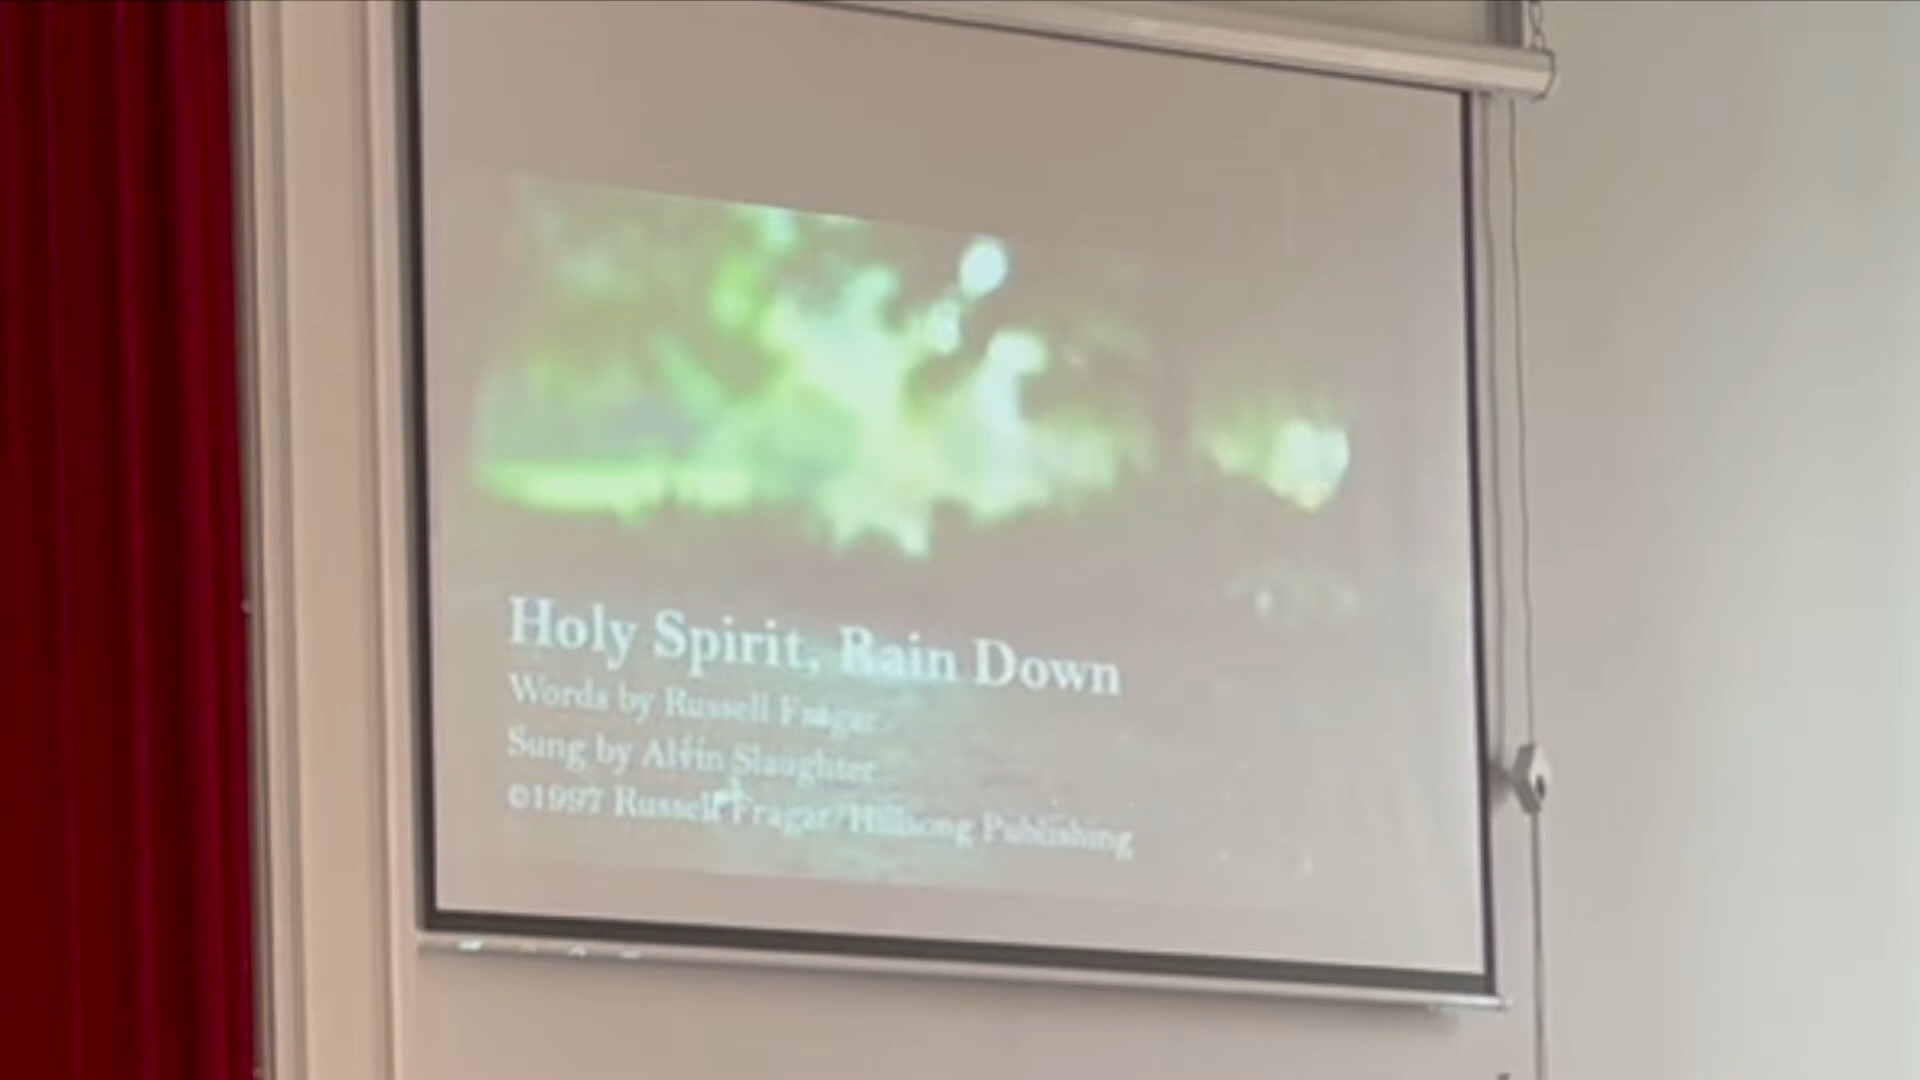 Holy Spirit, Rain Down
Words by Russell Fragar
Sung by Alvin Slaughter
©1997 Russell Fragar/Hillsong Publishing